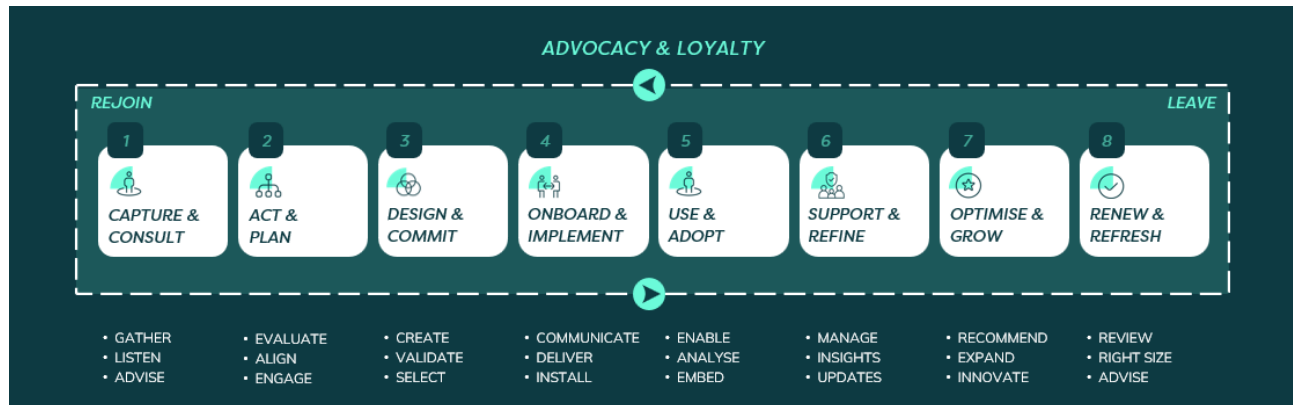 ADVOCACY & LOYALTY
REJOIN
LEAVE
1
CAPTURE &
CONSULT
2
ACT &
PLAN
3
DESIGN &
COMMIT
4
ONBOARD &
IMPLEMENT
5
USE &
ADOPT
6
SUPPORT &
REFINE
7
OPTIMISE &
GROW
8
RENEW &
REFRESH
• GATHER
• LISTEN
• ADVISE
• EVALUATE
• ALIGN
• ENGAGE
• CREATE
• VALIDATE
• SELECT
• COMMUNICATE
• DELIVER
• INSTALL
• ENABLE
• ANALYSE
• EMBED
• MANAGE
• INSIGHTS
• UPDATES
• RECOMMEND
• EXPAND
• INNOVATE
• REVIEW
• RIGHT SIZE
• ADVISE